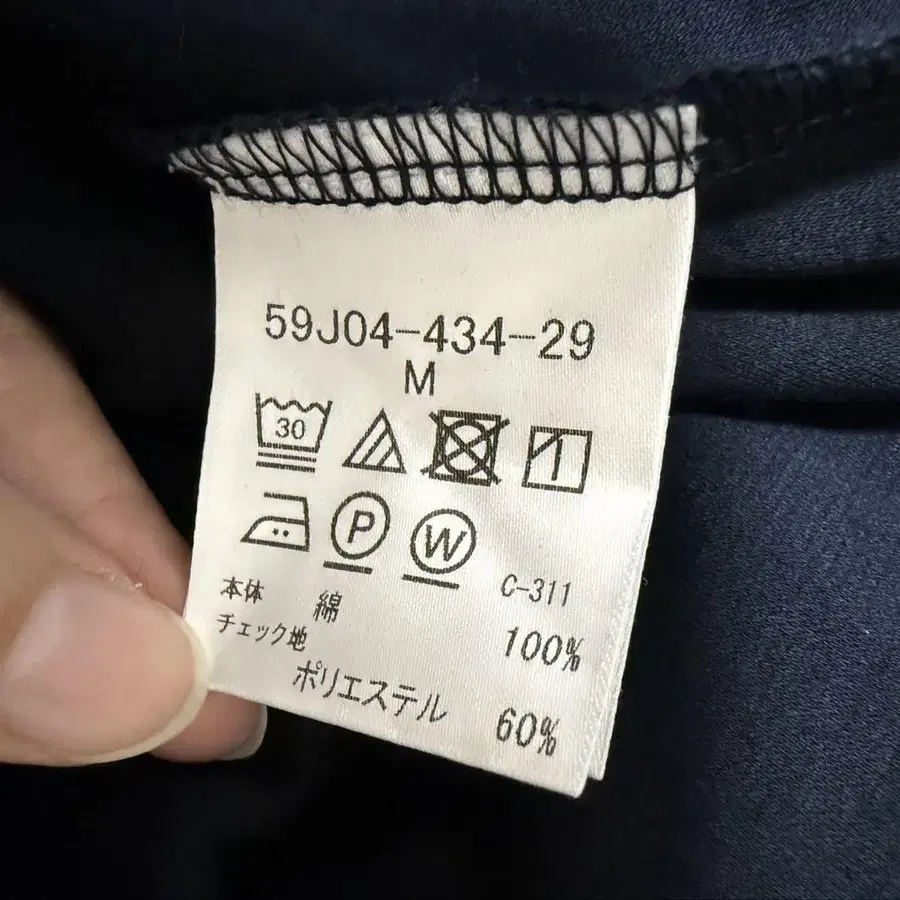 59J04-434-29
M
30
P W
C-311
本体 綿 100%
チェック地
ポリエステル 60%